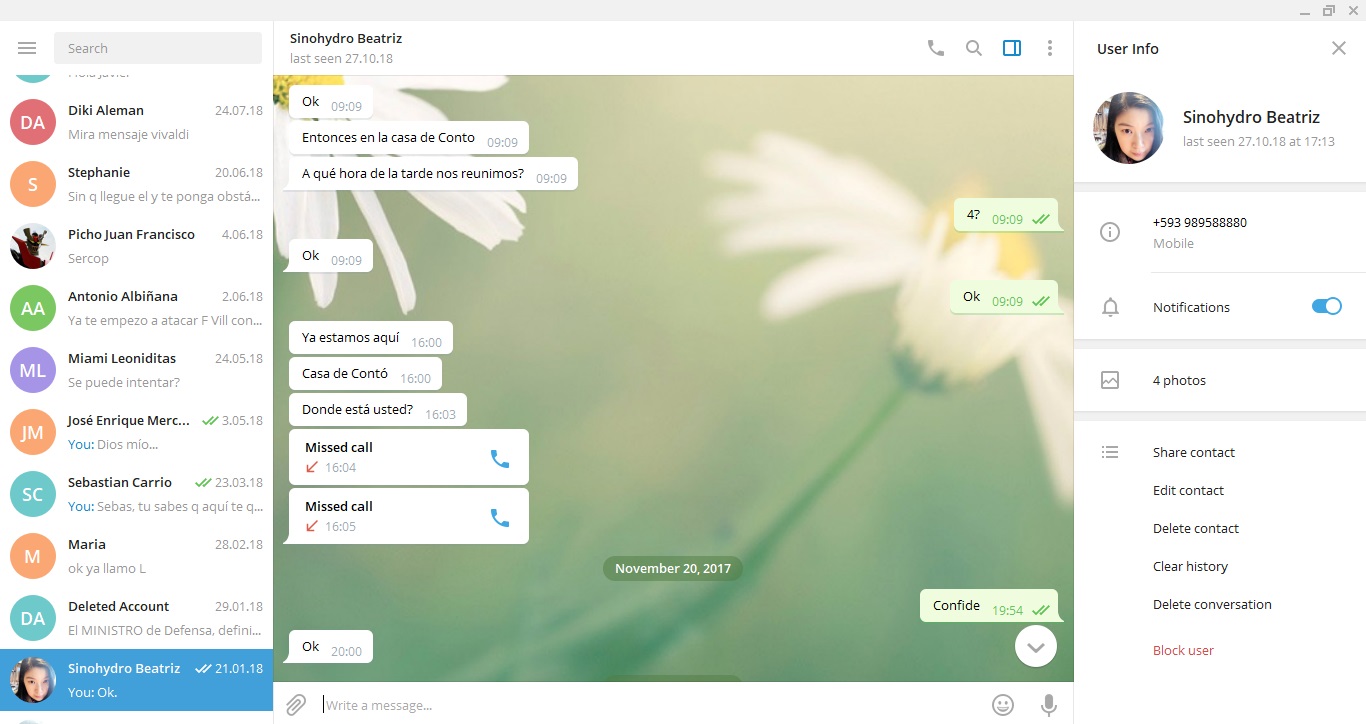 Search
Hola Javier
Diki Aleman 24.07.18
Mira mensaje vivaldi
Stephanie 20.06.18
Sin q llegue el y te ponga obstá...
Picho Juan Francisco 4.06.18
Sercop
Antonio Albiñana 2.06.18
Ya te empezo a atacar F Vill con...
Miami Leoniditas 24.05.18
Se puede intentar?
José Enrique Merc... 3.05.18
You: Dios mío...
Sebastian Carrio 23.03.18
You: Sebas, tu sabes q aquí te q...
Maria 28.02.18
ok ya llamo L
Deleted Account 29.01.18
El MINISTRO de Defensa, defini...
Sinohydro Beatriz 21.01.18
You: Ok.
DA
S
AA
ML
JM
SC
M
DA
Sinohydro Beatriz
last seen 27.10.18
Ok 09:09
Entonces en la casa de Conto 09:09
A qué hora de la tarde nos reunimos? 09:09
4? 09:09
Ok 09:09
Ok 09:09
Ya estamos aquí 16:00
Casa de Contó 16:00
Donde está usted? 16:03
Missed call
16:04
Missed call
16:05
November 20, 2017
Confide 19:54
Ok 20:00
Write a message...
User Info
Sinohydro Beatriz
last seen 27.10.18 at 17:13
+593 989588880
Mobile
Notifications
4 photos
Share contact
Edit contact
Delete contact
Clear history
Delete conversation
Block user